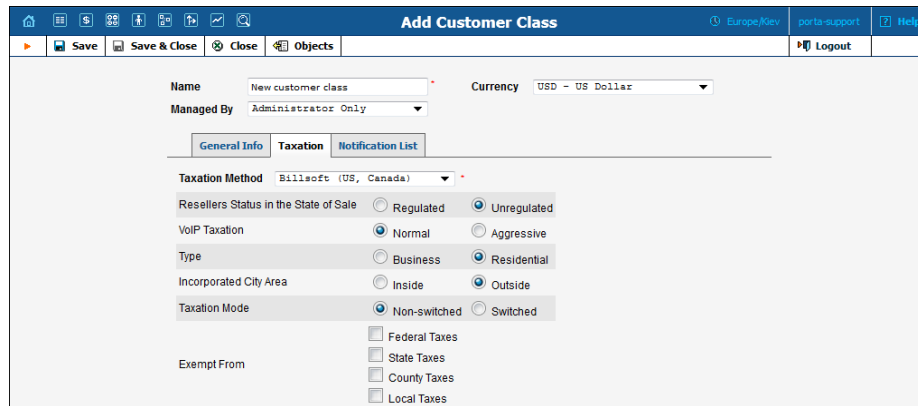 Add Customer Class
Europe/Kiev porta-support ? Help
Save Save & Close Close Objects Logout
Name New customer class * Currency USD - US Dollar
Managed By Administrator Only
General Info Taxation Notification List
Taxation Method Billsoft (US, Canada) *
Resellers Status in the State of Sale Regulated Unregulated
VoIP Taxation Normal Aggressive
Type Business Residential
Incorporated City Area Inside Outside
Taxation Mode Non-switched Switched
Federal Taxes
State Taxes
Exempt From
County Taxes
Local Taxes